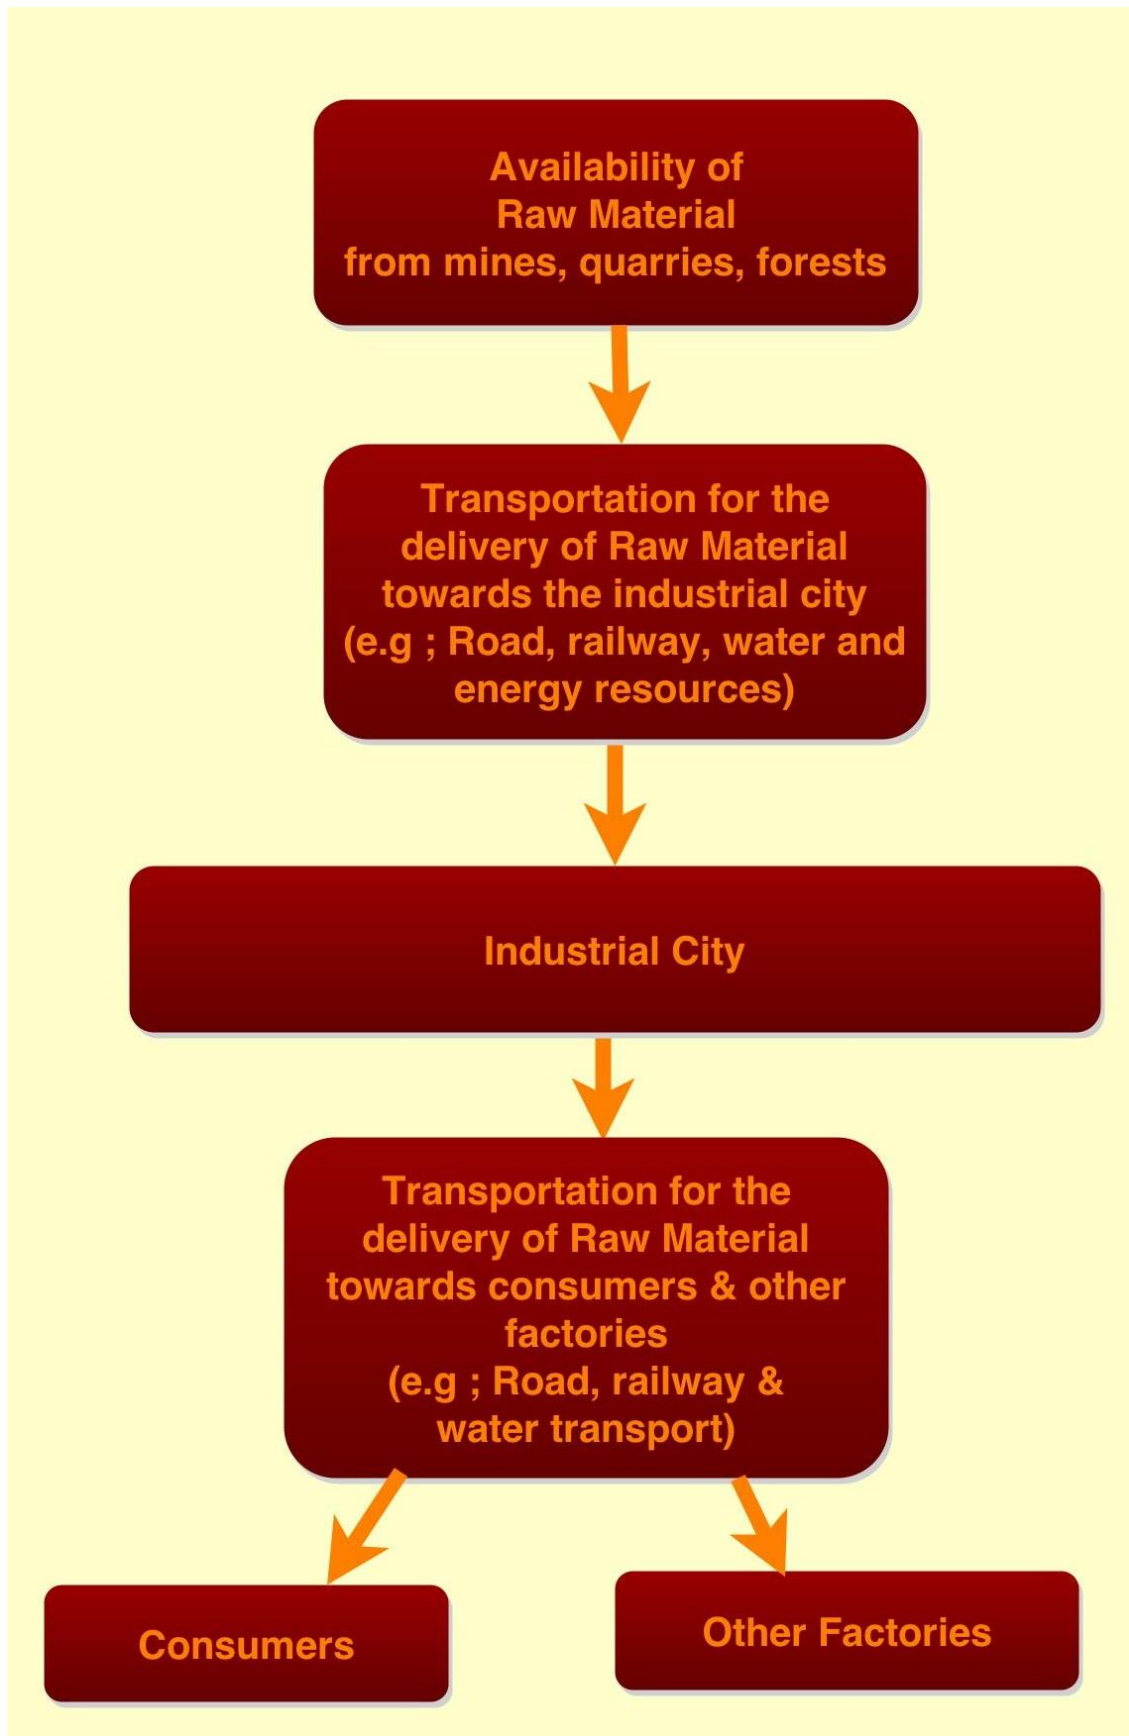 Availability of
Raw Material
from mines, quarries, forests
Transportation for the
delivery of Raw Material
towards the industrial city
(e.g ; Road, railway, water and
energy resources)
Industrial City
Transportation for the
delivery of Raw Material
towards consumers & other
factories
(e.g ; Road, railway &
water transport)
Consumers
Other Factories